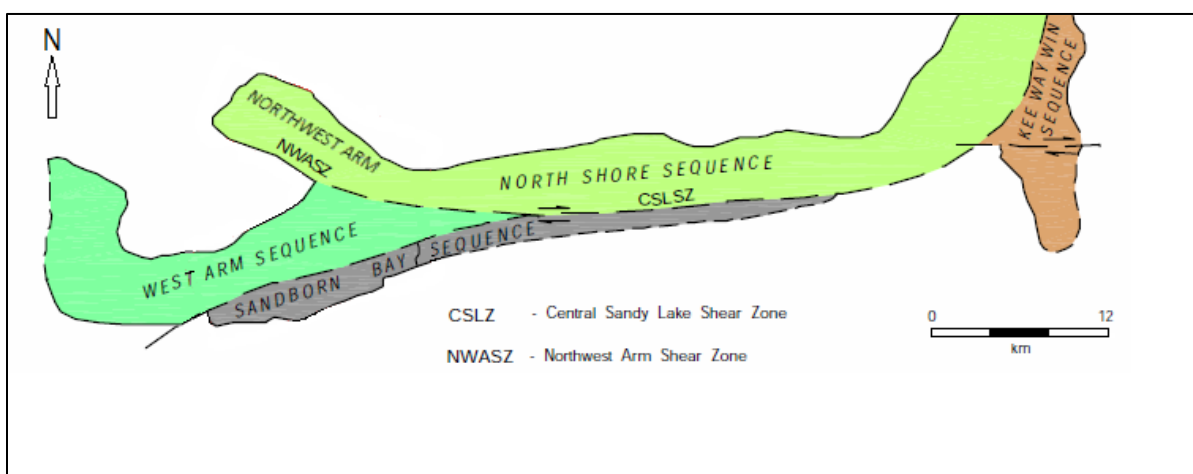 N
NORTHWEST ARM
NWASZ
KEE WAY WIN
SEQUENCE
NORTH SHORE SEQUENCE
CSLSZ
WEST ARM SEQUENCE
SANDBORN BAY SEQUENCE
CSLZ - Central Sandy Lake Shear Zone
NWASZ - Northwest Arm Shear Zone
0 12
km